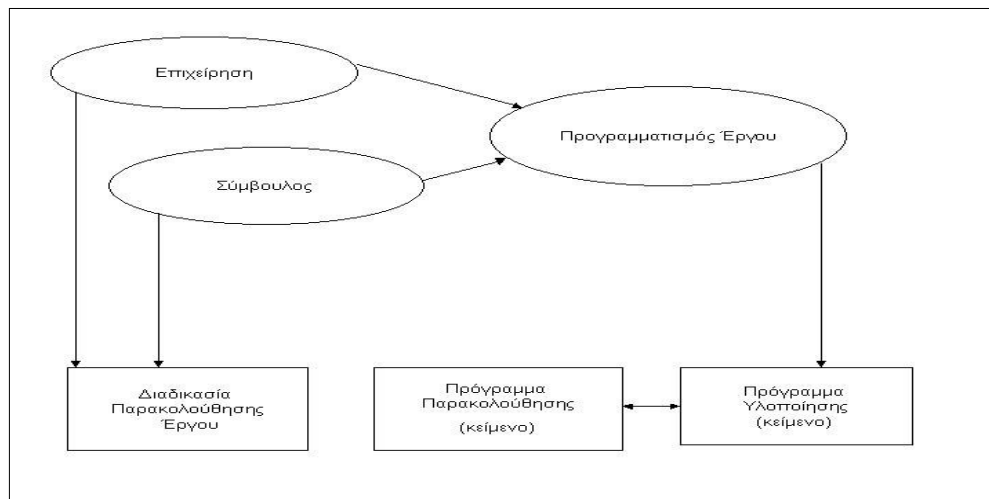 Επιχείρηση
Προγραμματισμός Έργου
Σύμβουλος
Διαδικασία
Παρακολούθησης
Έργου
Πρόγραμμα
Παρακολούθησης
(κείμενο)
Πρόγραμμα
Υλοποίησης
(κείμενο)